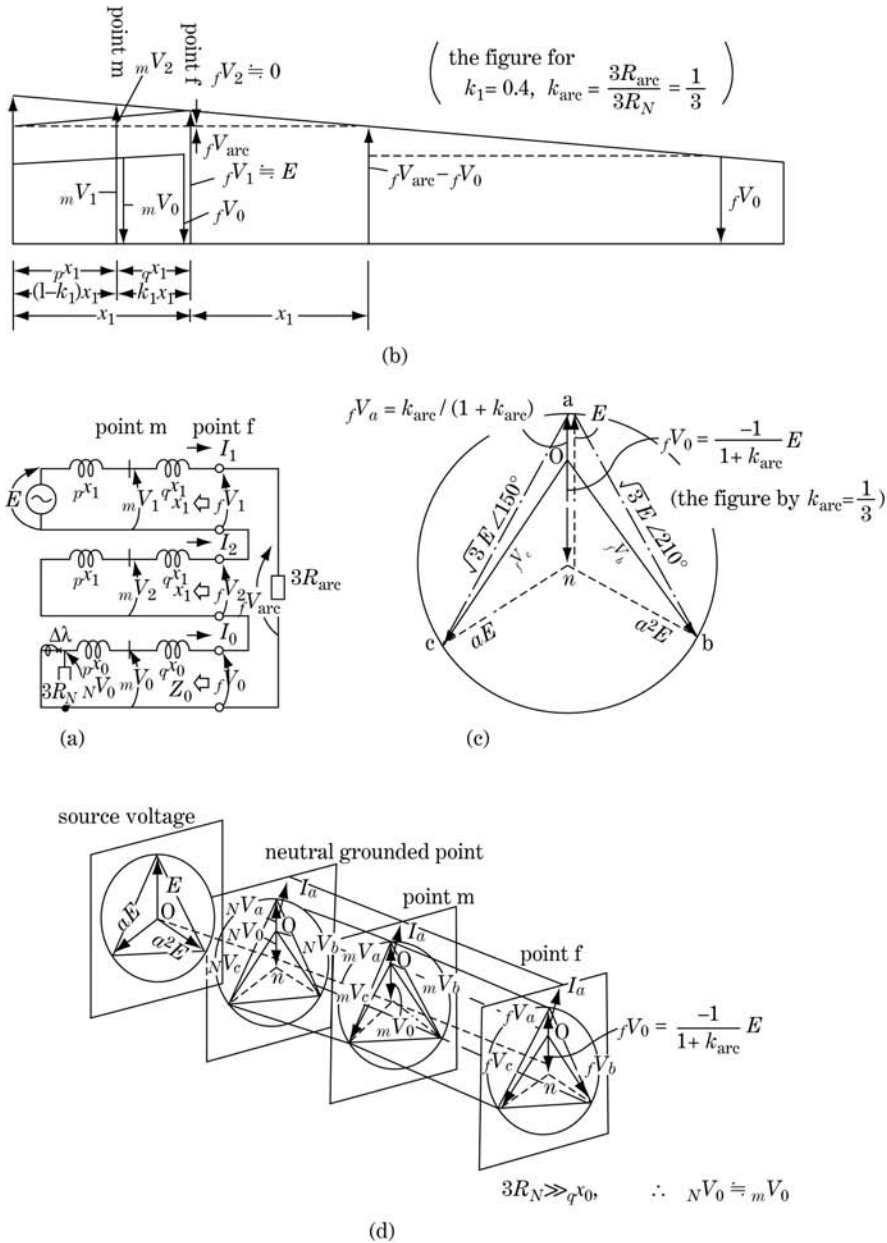 point m
point f
mV2
fV2 ≒ 0
( the figure for
k1 = 0.4, karc = 3Rarc / 3RN = 1/3 )
fVarc
fV1 ≒ E
fVarc – fV0
mV1
mV0
fV0
fV0
px1
qx1
(l–k1)x1
k1x1
x1
x1
(b)
point m
point f
I1
E
px1
mV1
qx1
x1
fV1
I2
px1
mV2
qx1
x1
fV2
fVarc
3Rarc
I0
Δλ
px0
qx0
3RN
NV0
mV0
Z0
fV0
(a)
fVa = karc / (1 + karc)
a
E
O
fV0 = –1 / (1 + karc) E
(the figure by karc = 1/3)
√3 E∠150°
√3 E∠210°
fVc
fVb
n
c
aE
a²E
b
(c)
source voltage
neutral grounded point
point m
point f
E
O
aE
a²E
Ia
NVa
O
NV0
NVb
NVc
n
Ia
mVa
O
mVb
mVc
mV0
Ia
fVa
O
fV0 = –1 / (1 + karc) E
fVc
fVb
n
3RN ≫ qx0, ∴ NV0 ≒ mV0
(d)